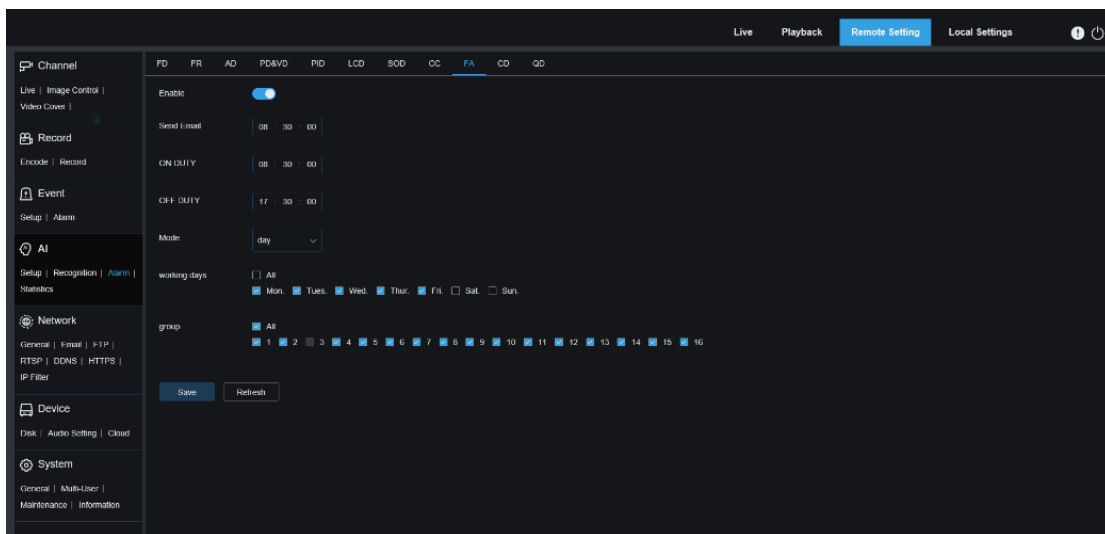 Live Playback Remote Setting Local Settings
Channel
Live | Image Control |
Video Cover |
Record
Encode | Record
Event
Setup | Alarm
AI
Setup | Recognition | Alarm |
Statistics
Network
General | Email | FTP |
RTSP | DDNS | HTTPS |
IP Filter
Device
Disk | Audio Setting | Cloud
System
General | Multi-User |
Maintenance | Information
FD FR AD PD&VD PID LCD SOD CC FA CD QD
Enable
Send Email 08 : 30 : 00
ON DUTY 08 : 30 : 00
OFF DUTY 17 : 30 : 00
Mode day
working days All
Mon. Tues. Wed. Thur. Fri. Sat. Sun.
group All
1 2 3 4 5 6 7 8 9 10 11 12 13 14 15 16
Save Refresh